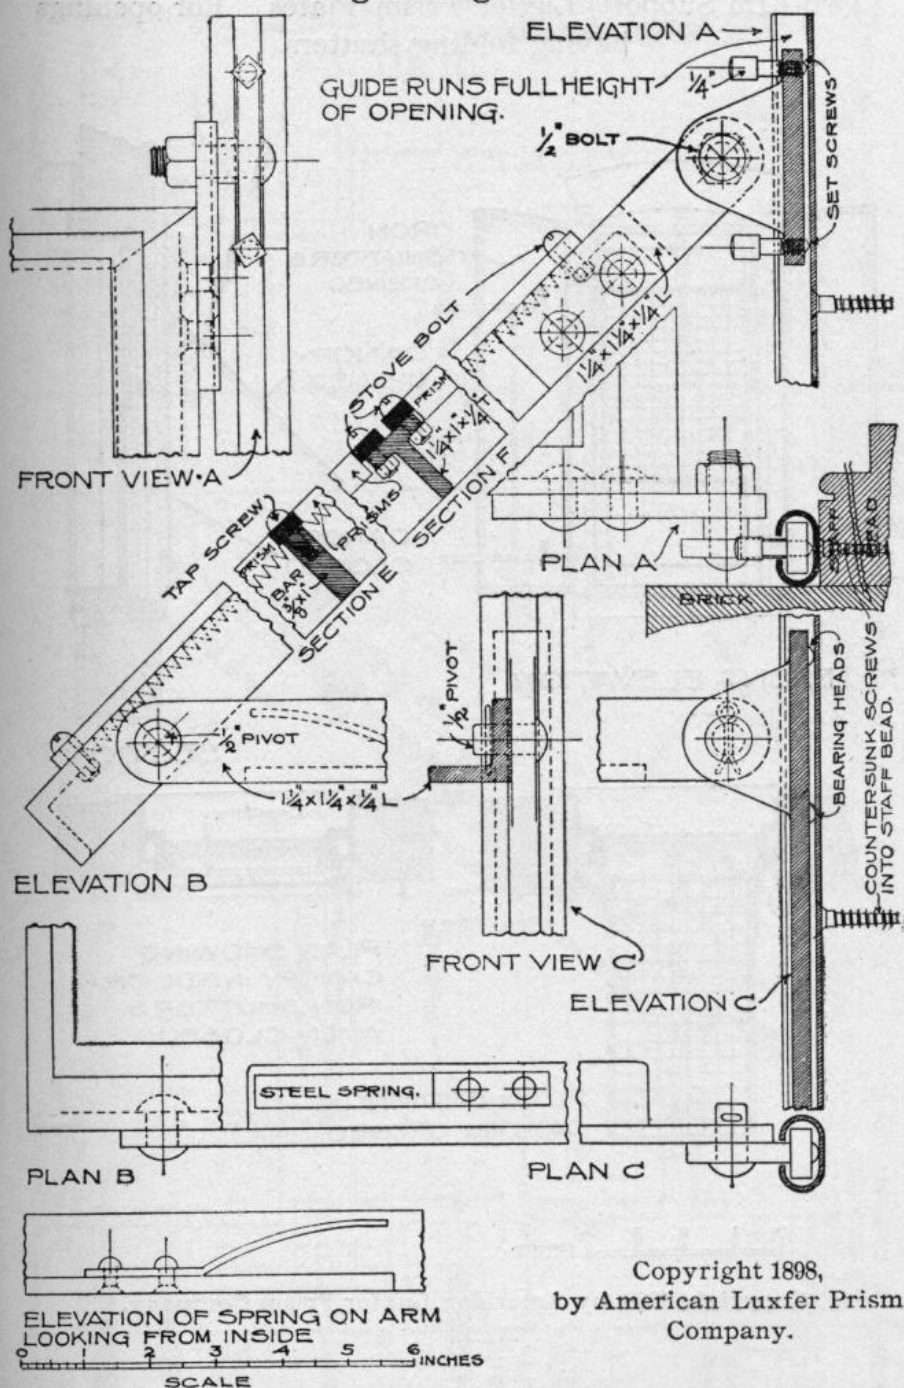 ELEVATION A
GUIDE RUNS FULL HEIGHT
OF OPENING.
1/4"
1/2" BOLT
SET SCREWS
FRONT VIEW·A
STOVE BOLT
1 1/4" x 1 1/4" x 1/4" L
PRISM
1 1/4" x 1" x 1/4" T
SECTION F
PRISMS
TAP SCREW
PRISM
BAR
3/8" x 1"
SECTION E
PLAN A
STAFF BEAD
BRICK
1/2" PIVOT
1/2" PIVOT
1 1/4" x 1 1/4" x 1/4" L
BEARING HEADS
COUNTERSUNK SCREWS
INTO STAFF BEAD.
ELEVATION B
FRONT VIEW C
ELEVATION C
STEEL SPRING.
PLAN B
PLAN C
ELEVATION OF SPRING ON ARM
LOOKING FROM INSIDE
0 2 3 4 5 6 INCHES
SCALE
Copyright 1898,
by American Luxfer Prism
Company.